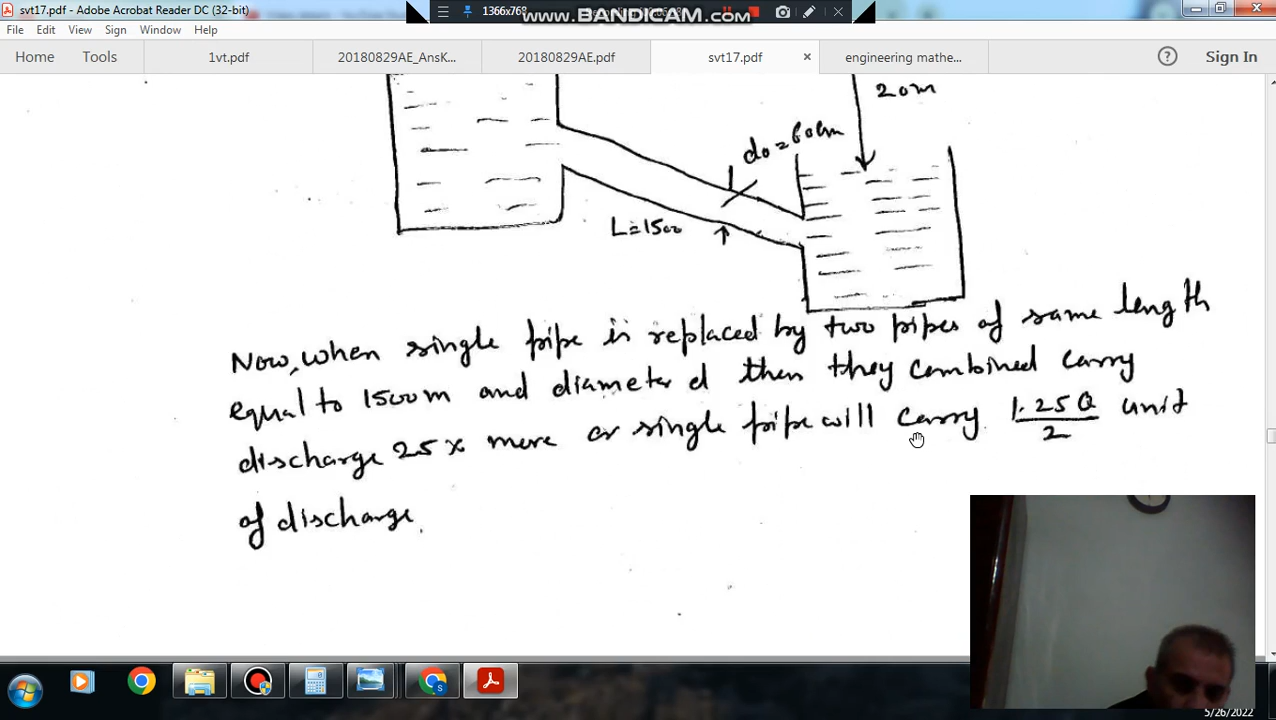 svt17.pdf - Adobe Acrobat Reader DC (32-bit)
1366x768
www.BANDICAM.com
File Edit View Sign Window Help
Home Tools 1vt.pdf 20180829AE_AnsK... 20180829AE.pdf svt17.pdf engineering mathe... Sign In
20m
do = 60cm
L = 1500
Now, when single pipe is replaced by two pipes of same length
equal to 1500m and diameter d then they combined carry
discharge 25 % more or single pipe will carry 1.25Q/2 unit
of discharge.
5/26/2022